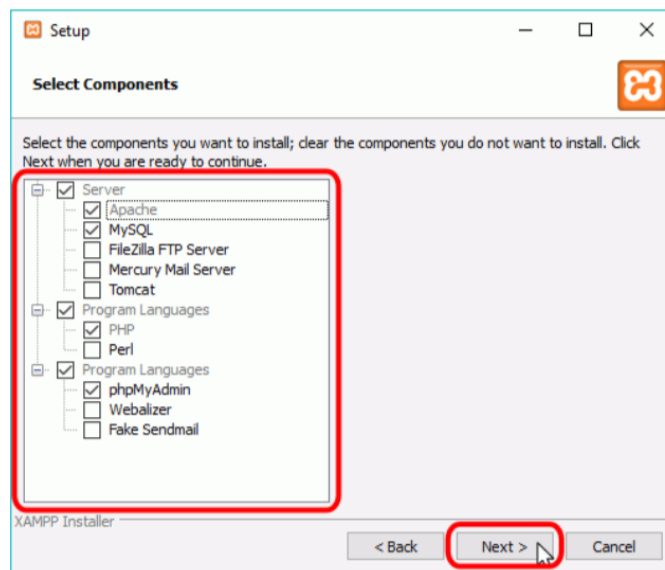 Setup
Select Components
Select the components you want to install; clear the components you do not want to install. Click
Next when you are ready to continue.
Server
Apache
MySQL
FileZilla FTP Server
Mercury Mail Server
Tomcat
Program Languages
PHP
Perl
Program Languages
phpMyAdmin
Webalizer
Fake Sendmail
XAMPP Installer
< Back
Next >
Cancel